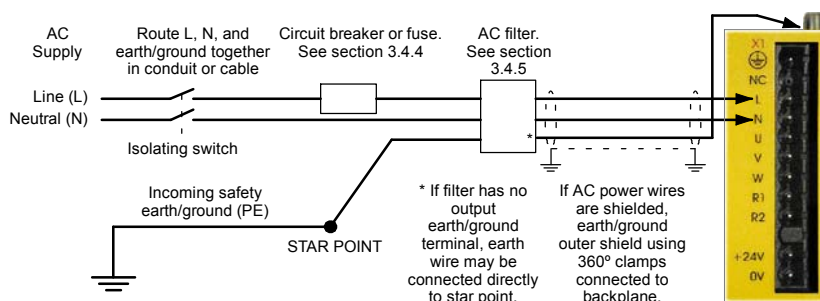 AC
Supply
Route L, N, and
earth/ground together
in conduit or cable
Circuit breaker or fuse.
See section 3.4.4
AC filter.
See section
3.4.5
Line (L)
Neutral (N)
Isolating switch
*
Incoming safety
earth/ground (PE)
STAR POINT
* If filter has no
output
earth/ground
terminal, earth
wire may be
connected directly
to star point.
If AC power wires
are shielded,
earth/ground
outer shield using
360º clamps
connected to
backplane.
X1
NC
L
N
U
V
W
R1
R2
+24V
0V